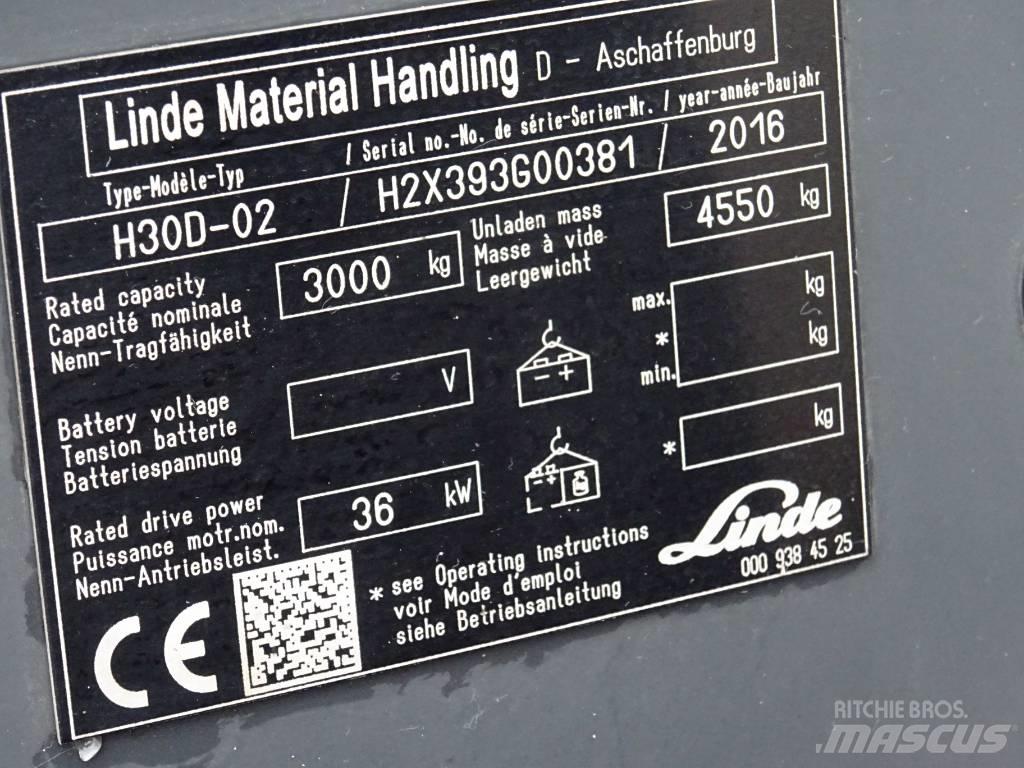 Linde Material Handling D - Aschaffenburg
Type-Modèle-Typ / Serial no.-No. de série-Serien-Nr. / year-année-Baujahr
H30D-02 / H2X393G00381 / 2016
Rated capacity
Capacité nominale
Nenn-Tragfähigkeit
3000 kg
Unladen mass
Masse à vide
Leergewicht
4550 kg
max. kg
* kg
min.
Battery voltage
Tension batterie
Batteriespannung
V
- +
* kg
- +
Rated drive power
Puissance motr.nom.
Nenn-Antriebsleist.
36 kW
* see Operating instructions
voir Mode d'emploi
siehe Betriebsanleitung
Linde
000 938 45 25
CE
RITCHIE BROS.
MASCUS